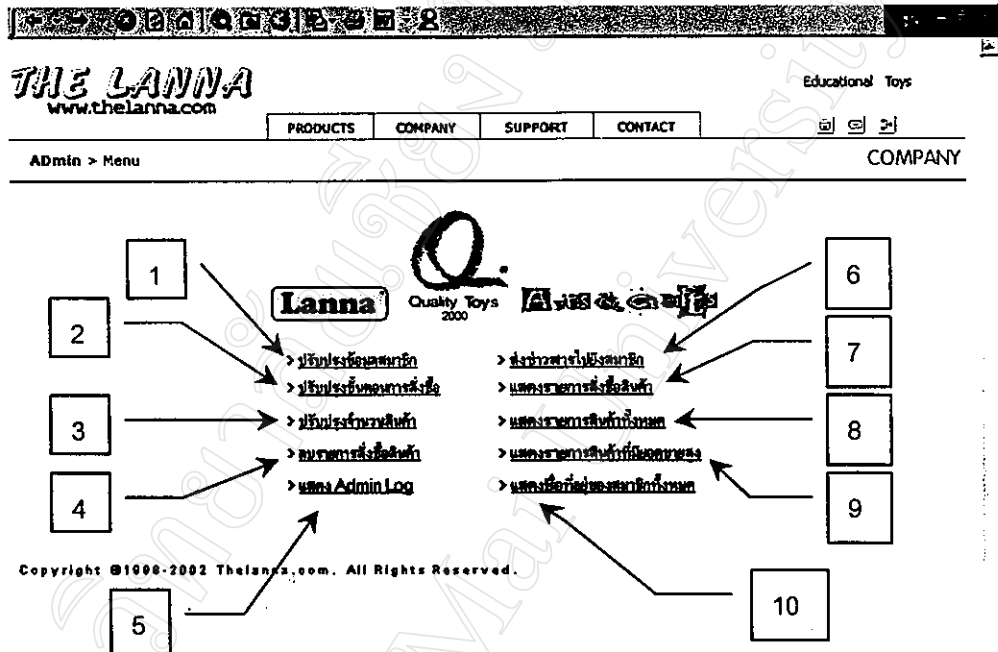 THE LANNA
www.thelanna.com
Educational Toys
PRODUCTS COMPANY SUPPORT CONTACT
ADmin > Menu
COMPANY
Lanna
Quality Toys
2000
1
2
3
4
5
> ปรับปรุงข้อมูลสมาชิก
> ปรับปรุงขั้นตอนการสั่งซื้อ
> ปรับปรุงจำนวนสินค้า
> ลบรายการสั่งซื้อสินค้า
> แสดง Admin Log
> ส่งข่าวสารไปยังสมาชิก
> แสดงรายการสั่งซื้อสินค้า
> แสดงรายการสินค้าทั้งหมด
> แสดงรายการสินค้าที่มียอดขายสูง
> แสดงชื่อที่อยู่ของสมาชิกทั้งหมด
6
7
8
9
10
Copyright ©1996-2002 Thelanna.com. All Rights Reserved.